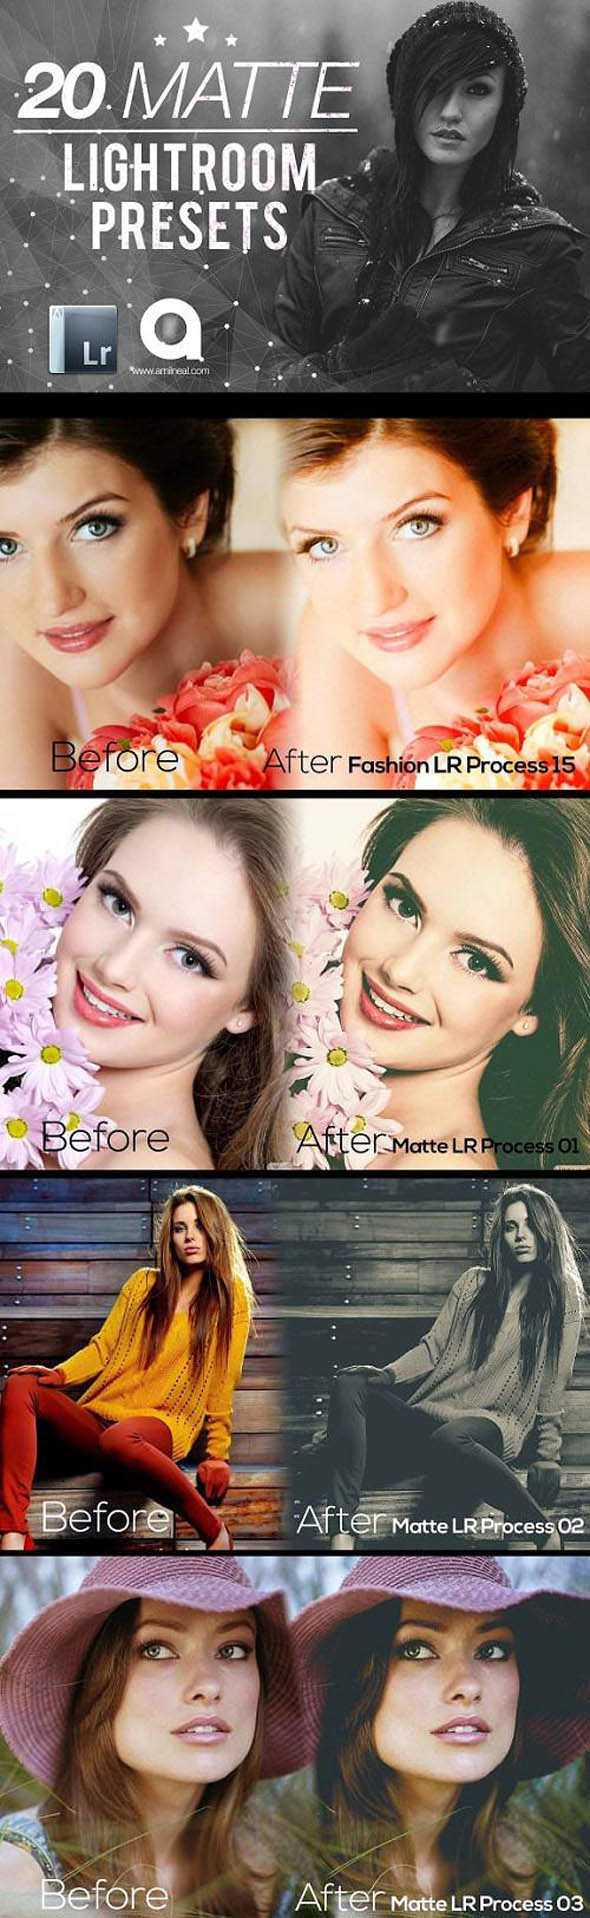 20 MATTE
LIGHTROOM
PRESETS
Lr
www.amlineal.com
Before
After Fashion LR Process 15
Before
After Matte LR Process 01
Before
After Matte LR Process 02
Before
After Matte LR Process 03